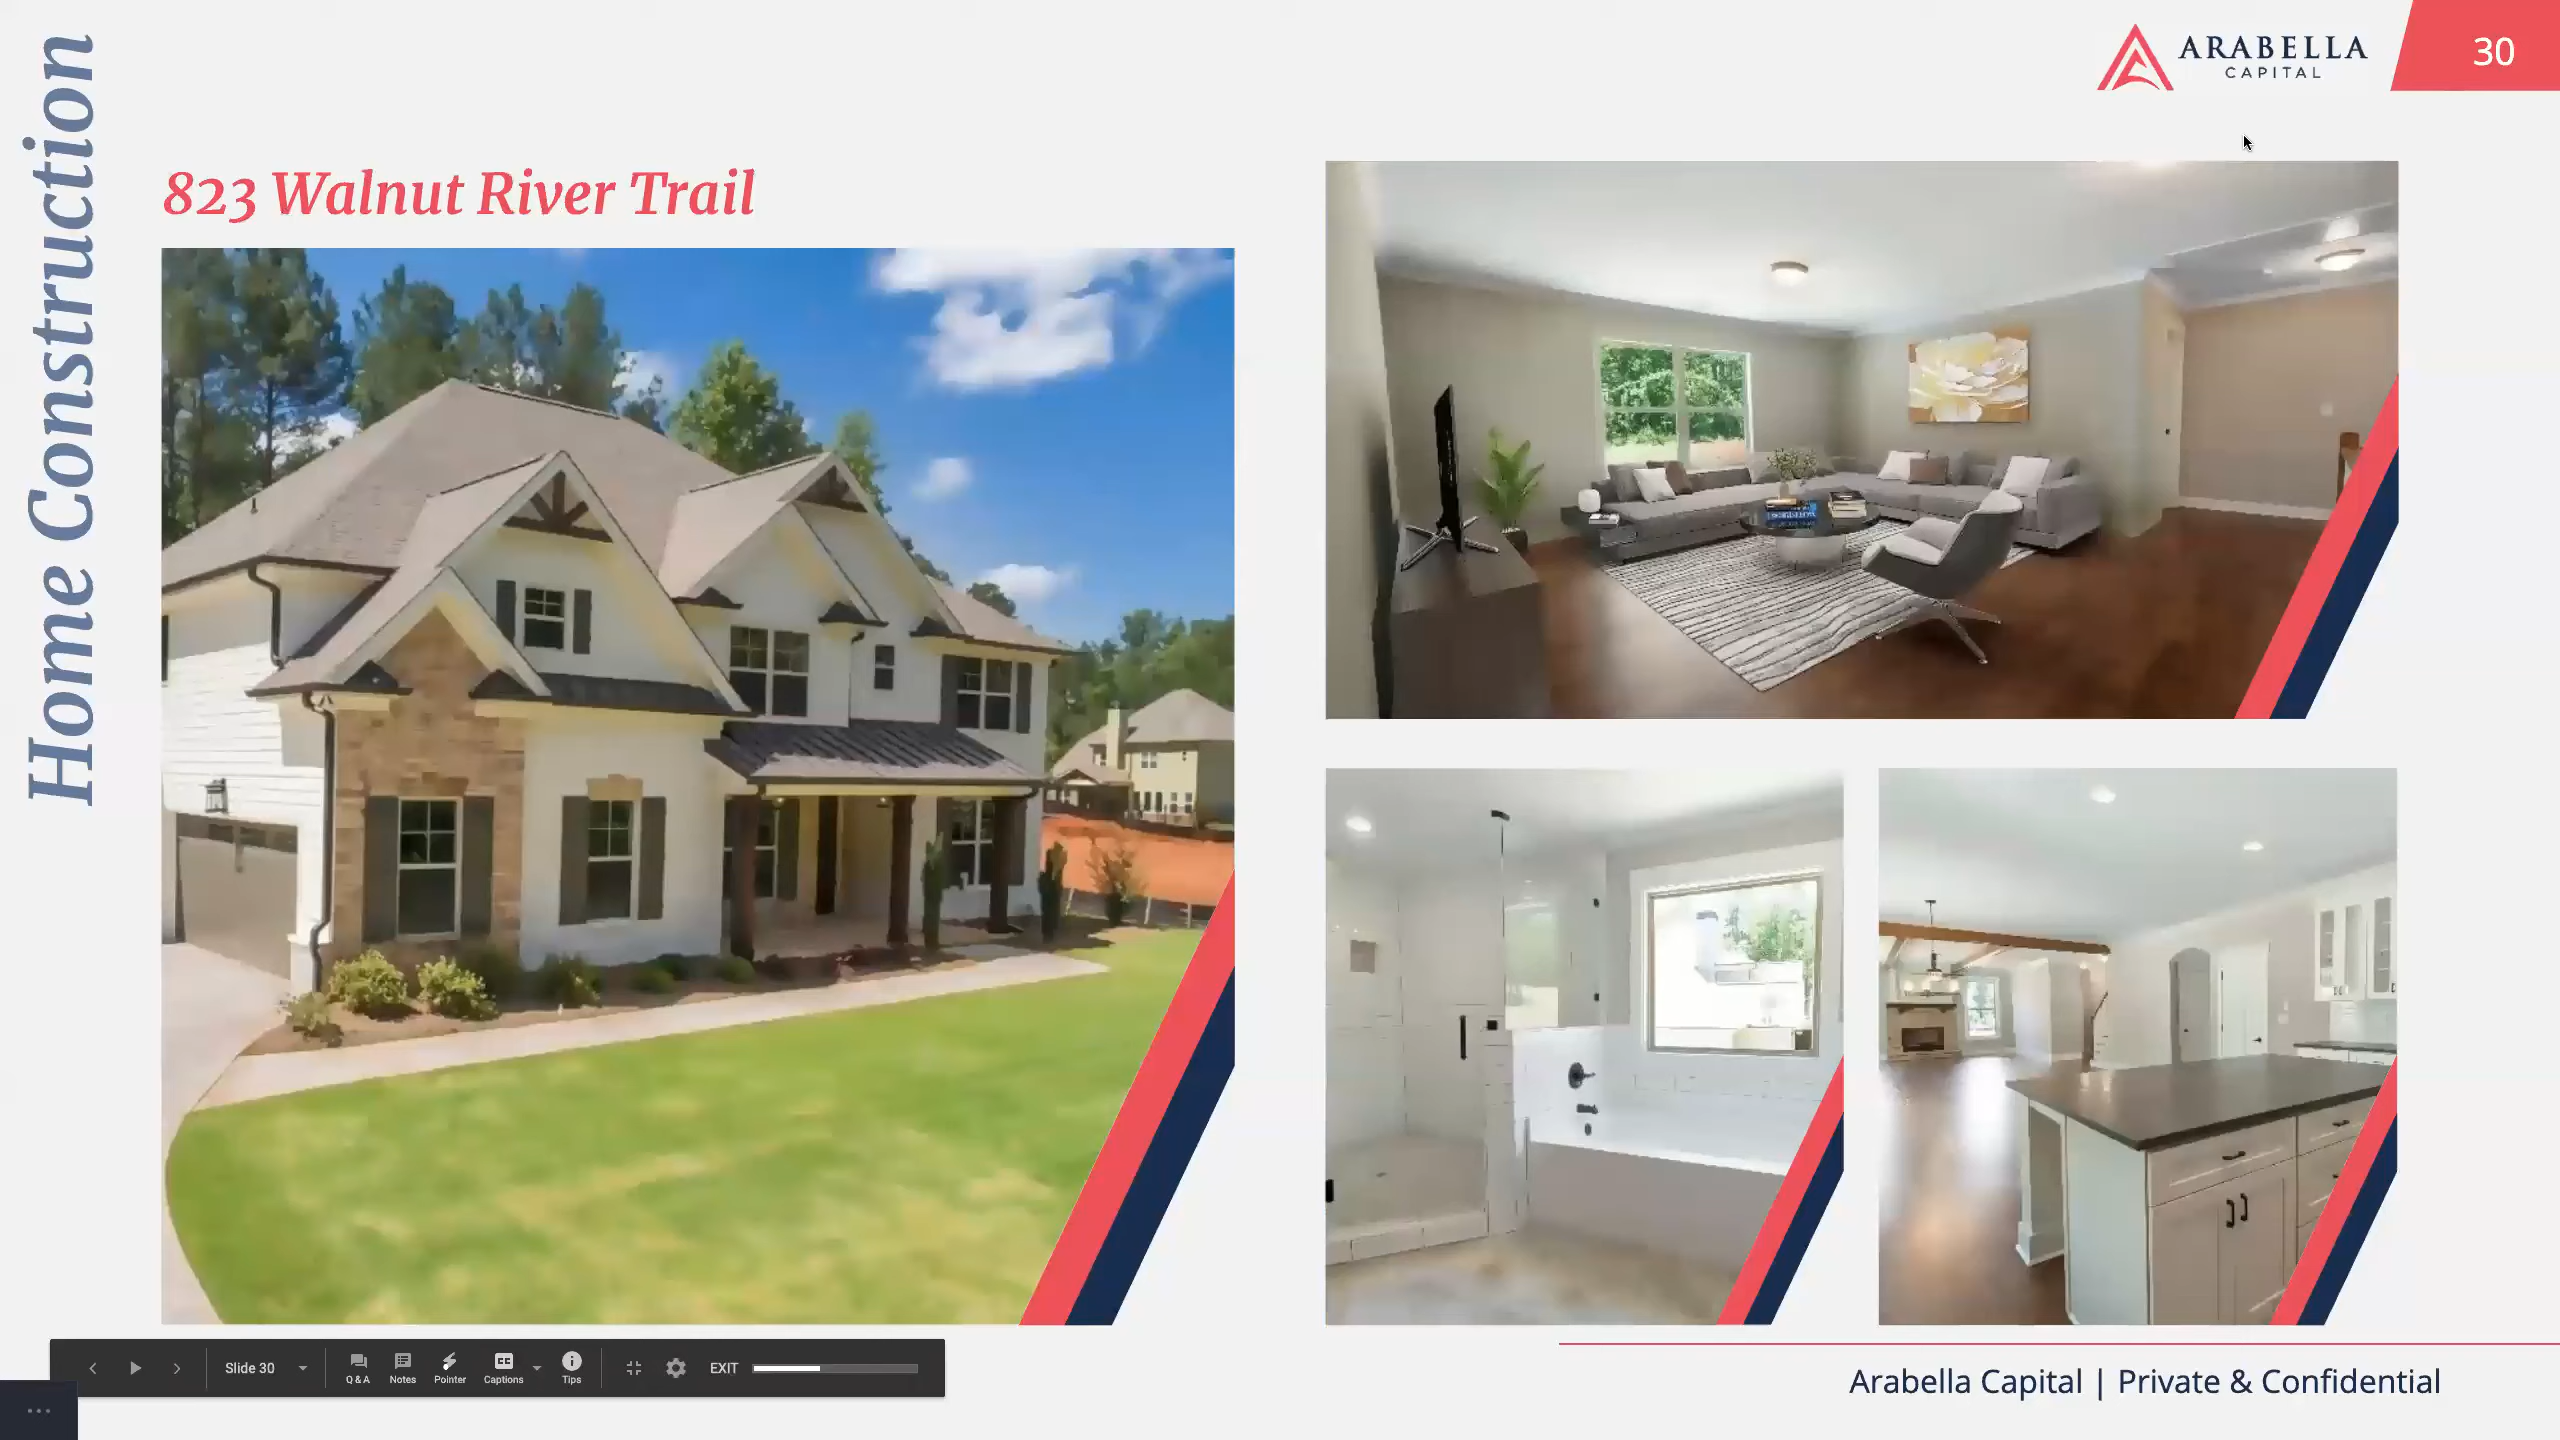 Home Construction
ARABELLA
CAPITAL
30
823 Walnut River Trail
Slide 30
Q & A
Notes
Pointer
CC
Captions
Tips
EXIT
Arabella Capital | Private & Confidential